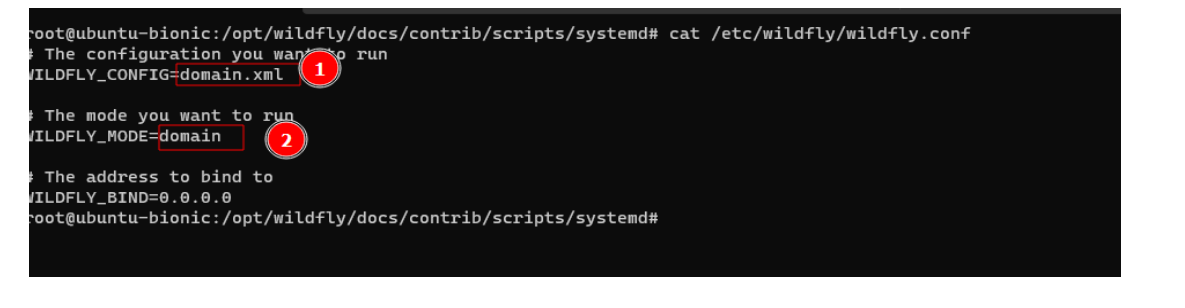 root@ubuntu-bionic:/opt/wildfly/docs/contrib/scripts/systemd# cat /etc/wildfly/wildfly.conf
# The configuration you want to run
WILDFLY_CONFIG=domain.xml
1
# The mode you want to run
WILDFLY_MODE=domain
2
# The address to bind to
WILDFLY_BIND=0.0.0.0
root@ubuntu-bionic:/opt/wildfly/docs/contrib/scripts/systemd#